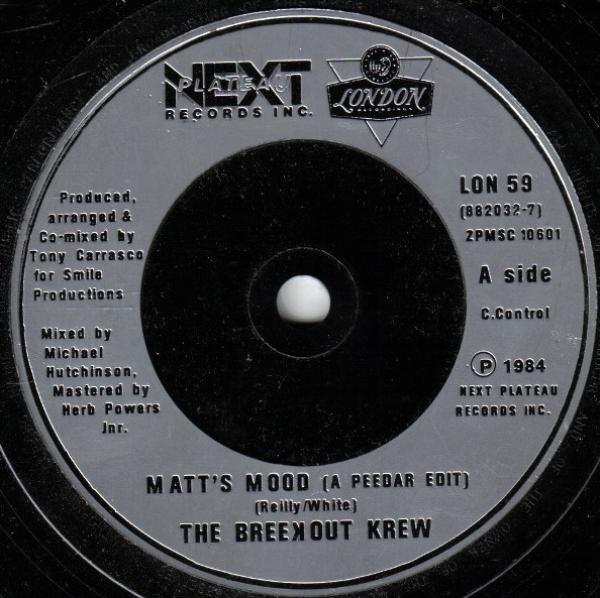 NEXT
PLATEAU
RECORDS INC.
LONDON
RECORDINGS
Produced,
arranged &
Co-mixed by
Tony Carrasco
for Smile
Productions
Mixed by
Michael
Hutchinson,
Mastered by
Herb Powers
Jnr.
LON 59
(882032-7)
ZPMSC 10601
A side
C.Control
Ⓟ 1984
NEXT PLATEAU
RECORDS INC.
MATT'S MOOD (A PEEDAR EDIT)
(Reilly/White)
THE BREEKOUT KREW